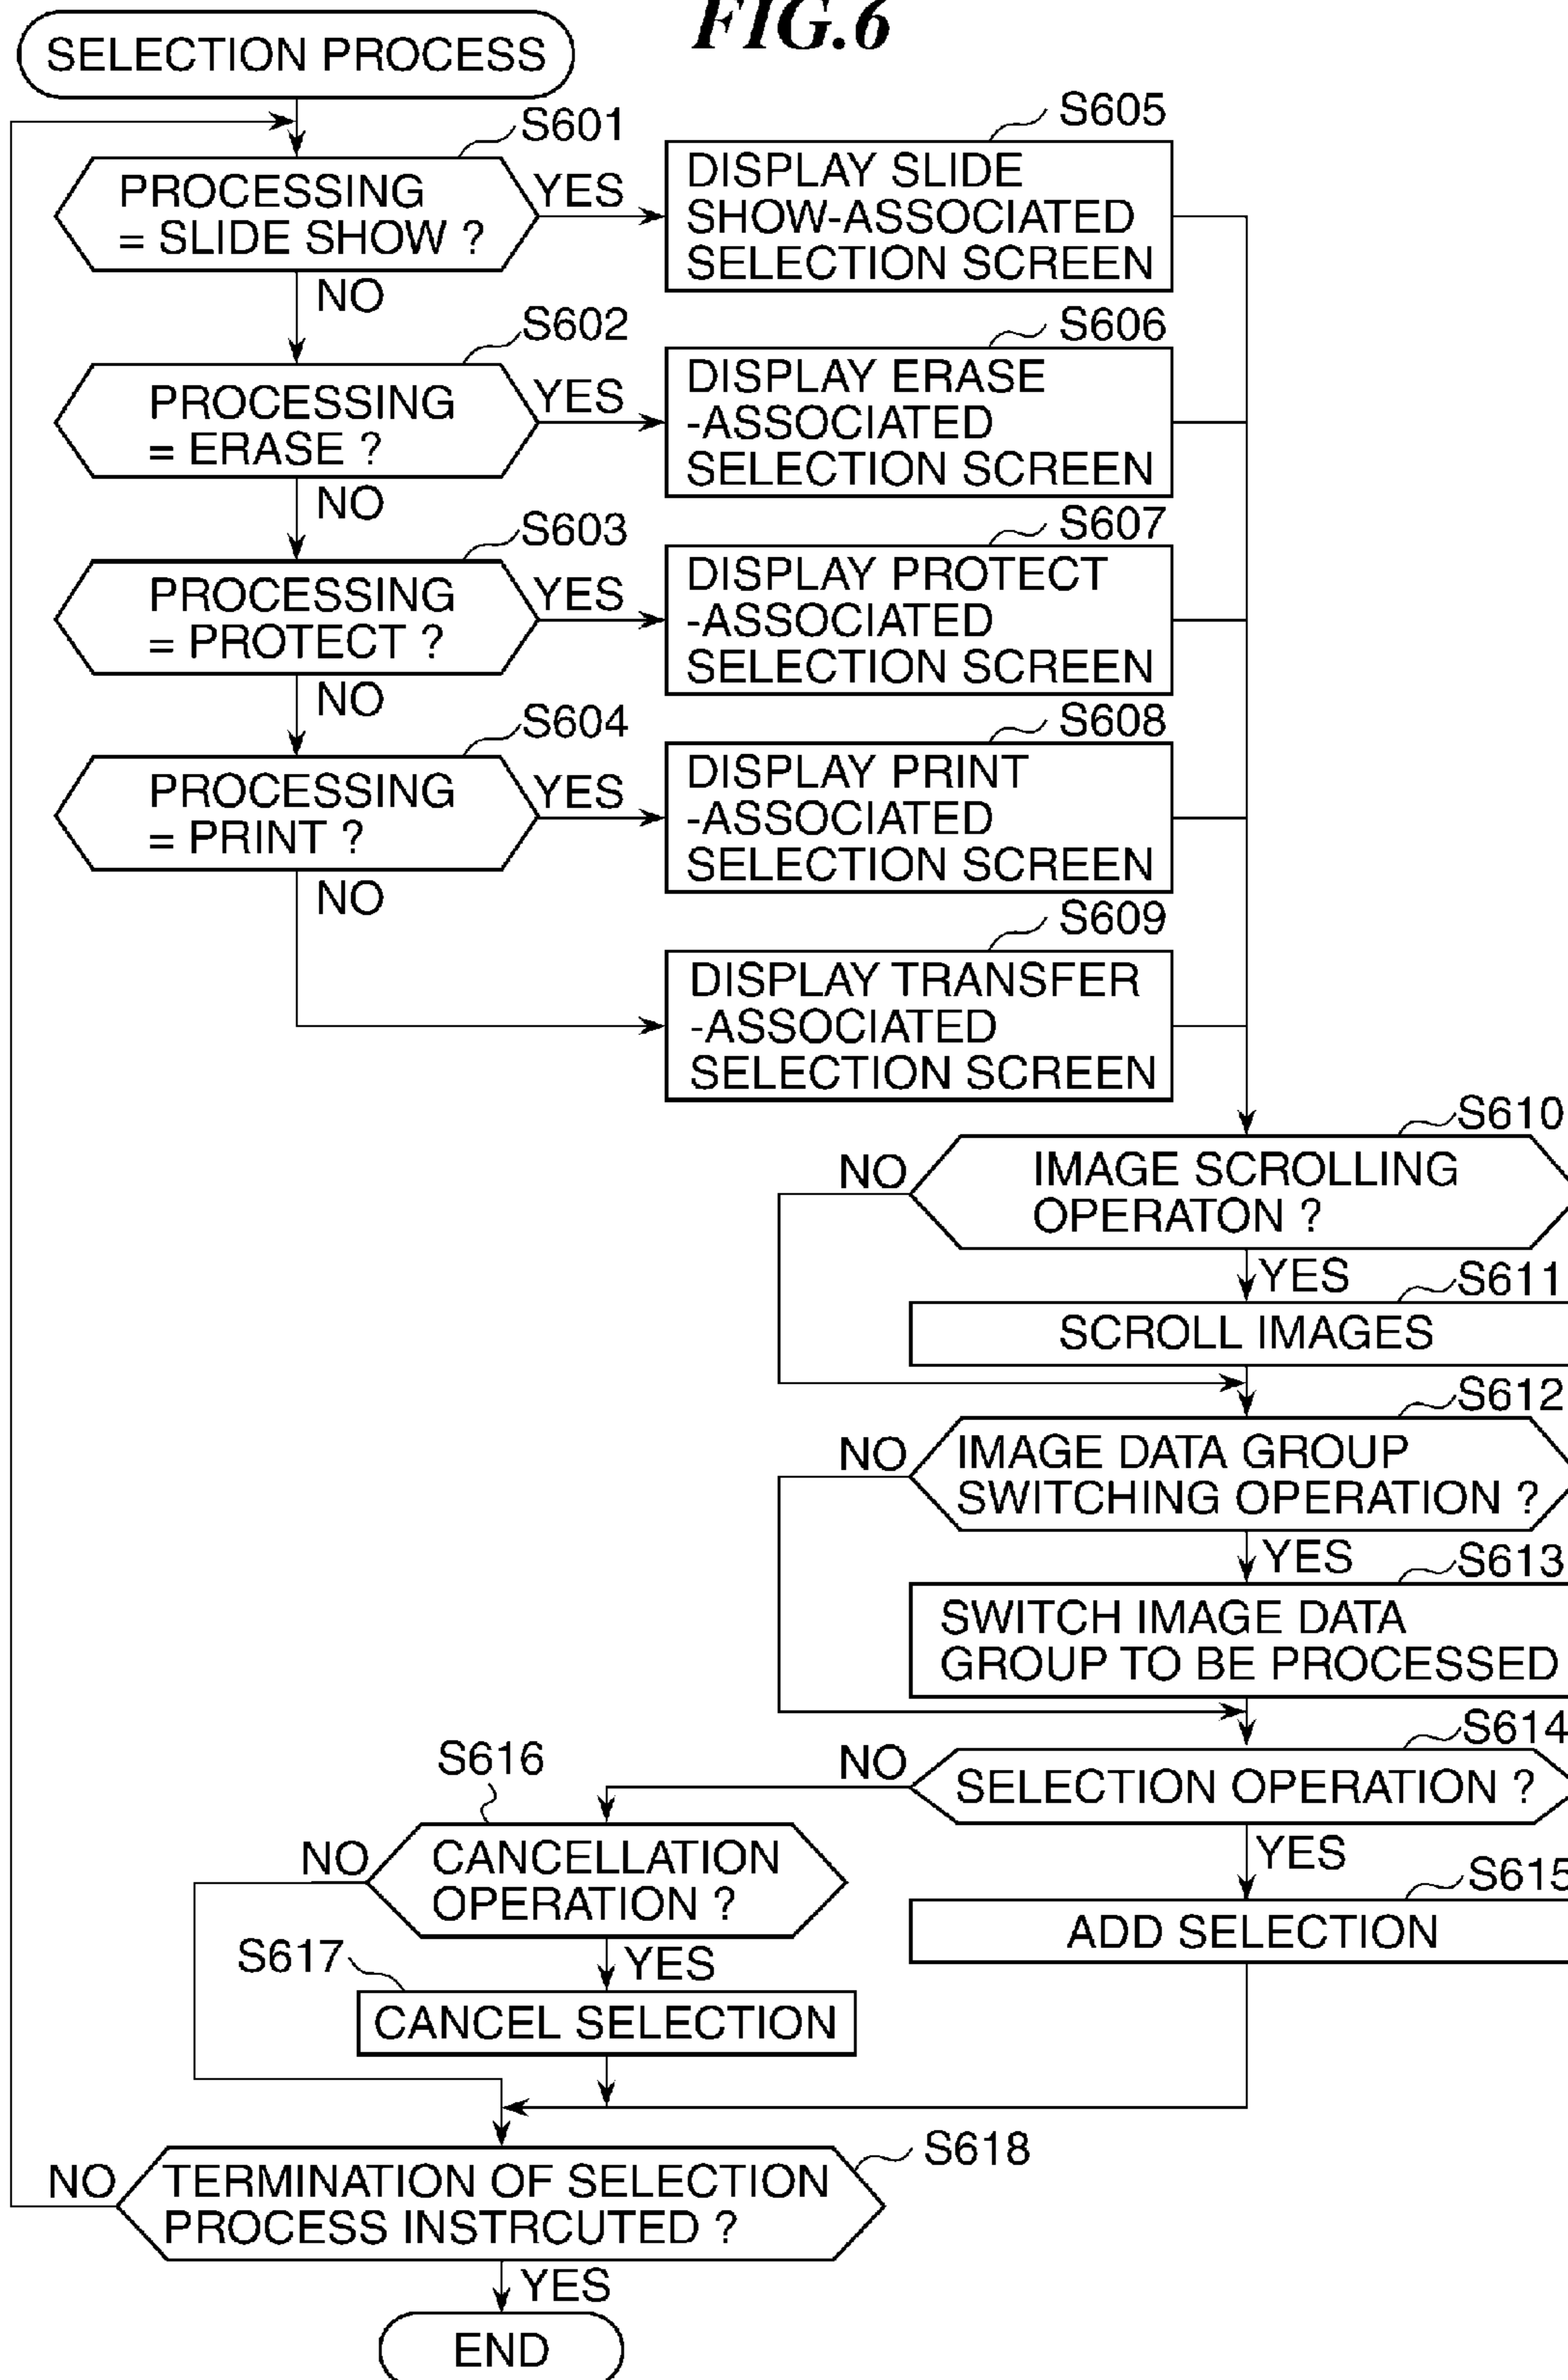 FIG.6
SELECTION PROCESS
S601
PROCESSING
= SLIDE SHOW ?
YES
NO
S605
DISPLAY SLIDE
SHOW-ASSOCIATED
SELECTION SCREEN
S602
PROCESSING
= ERASE ?
YES
NO
S606
DISPLAY ERASE
-ASSOCIATED
SELECTION SCREEN
S603
PROCESSING
= PROTECT ?
YES
NO
S607
DISPLAY PROTECT
-ASSOCIATED
SELECTION SCREEN
S604
PROCESSING
= PRINT ?
YES
NO
S608
DISPLAY PRINT
-ASSOCIATED
SELECTION SCREEN
S609
DISPLAY TRANSFER
-ASSOCIATED
SELECTION SCREEN
S610
NO
IMAGE SCROLLING
OPERATON ?
YES
S611
SCROLL IMAGES
S612
NO
IMAGE DATA GROUP
SWITCHING OPERATION ?
YES
S613
SWITCH IMAGE DATA
GROUP TO BE PROCESSED
S614
NO
SELECTION OPERATION ?
YES
S615
ADD SELECTION
S616
NO
CANCELLATION
OPERATION ?
YES
S617
CANCEL SELECTION
S618
NO
TERMINATION OF SELECTION
PROCESS INSTRCUTED ?
YES
END